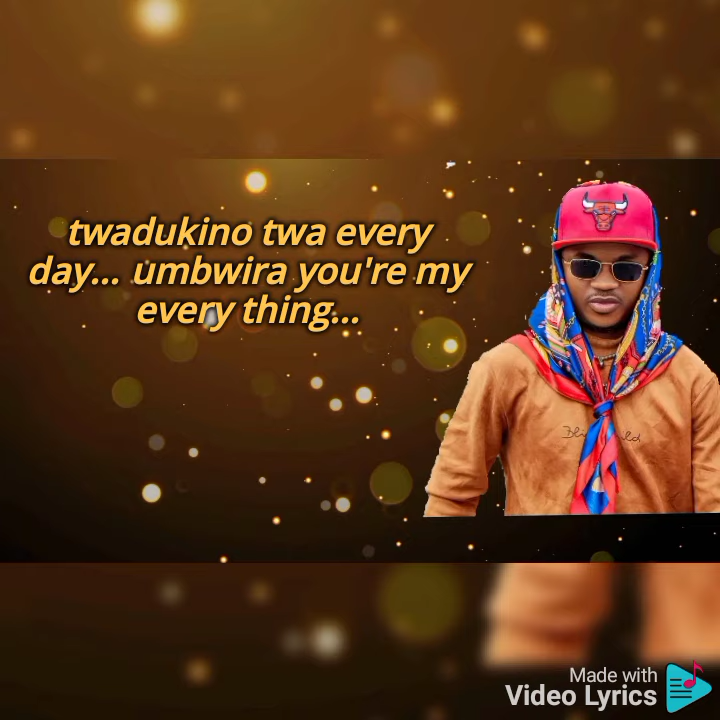 twadukino twa every
day... umbwira you're my
every thing...
Made with
Video Lyrics